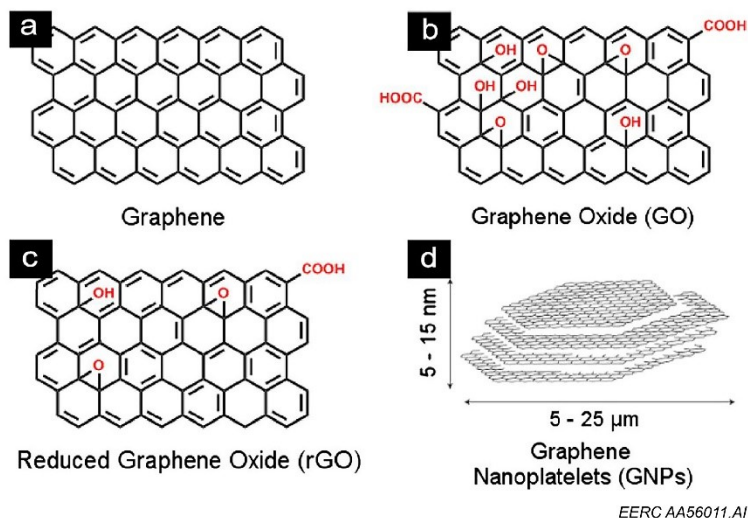 a
Graphene
b
COOH
OH
O
O
HOOC
OH
OH
O
OH
Graphene Oxide (GO)
c
COOH
OH
O
O
Reduced Graphene Oxide (rGO)
d
5 - 15 nm
5 - 25 µm
Graphene
Nanoplatelets (GNPs)
EERC AA56011.AI